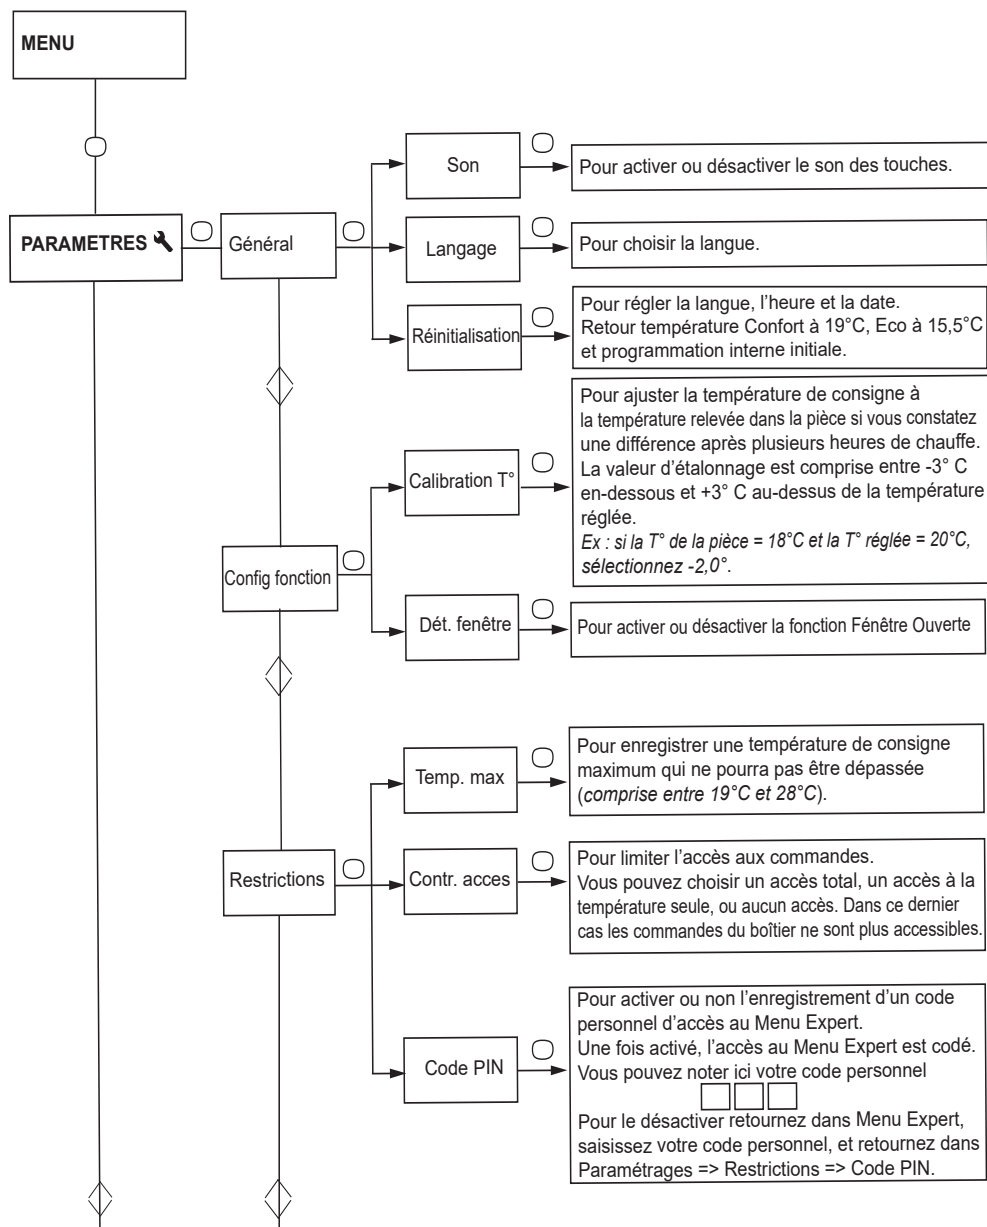 MENU
Son
Pour activer ou désactiver le son des touches.
PARAMETRES
Général
Langage
Pour choisir la langue.
Réinitialisation
Pour régler la langue, l’heure et la date.
Retour température Confort à 19°C, Eco à 15,5°C
et programmation interne initiale.
Calibration T°
Pour ajuster la température de consigne à
la température relevée dans la pièce si vous constatez
une différence après plusieurs heures de chauffe.
La valeur d’étalonnage est comprise entre -3° C
en-dessous et +3° C au-dessus de la température
réglée.
Ex : si la T° de la pièce = 18°C et la T° réglée = 20°C,
sélectionnez -2,0°.
Config fonction
Dét. fenêtre
Pour activer ou désactiver la fonction Fénêtre Ouverte
Temp. max
Pour enregistrer une température de consigne
maximum qui ne pourra pas être dépassée
(comprise entre 19°C et 28°C).
Restrictions
Contr. acces
Pour limiter l’accès aux commandes.
Vous pouvez choisir un accès total, un accès à la
température seule, ou aucun accès. Dans ce dernier
cas les commandes du boîtier ne sont plus accessibles.
Code PIN
Pour activer ou non l’enregistrement d’un code
personnel d’accès au Menu Expert.
Une fois activé, l’accès au Menu Expert est codé.
Vous pouvez noter ici votre code personnel
Pour le désactiver retournez dans Menu Expert,
saisissez votre code personnel, et retournez dans
Paramétrages => Restrictions => Code PIN.